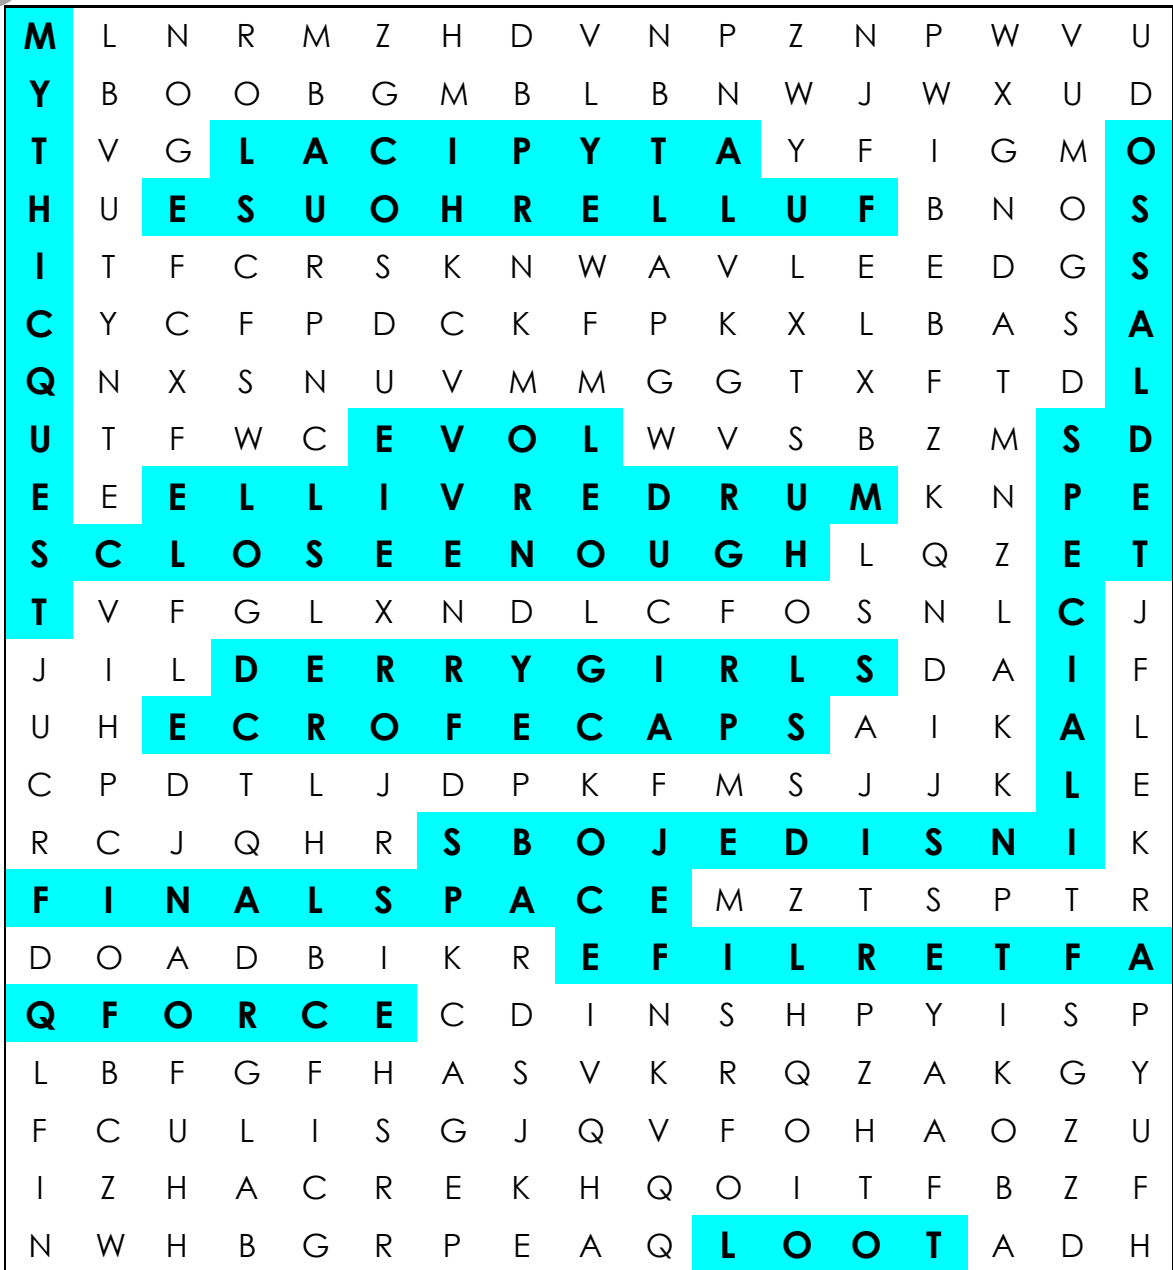 M L N R M Z H D V N P Z N P W V U
Y B O O B G M B L B N W J W X U D
T V G L A C I P Y T A Y F I G M O
H U E S U O H R E L L U F B N O S
I T F C R S K N W A V L E E D G S
C Y C F P D C K F P K X L B A S A
Q N X S N U V M M G G T X F T D L
U T F W C E V O L W V S B Z M S D
E E E L L I V R E D R U M K N P E
S C L O S E E N O U G H L Q Z E T
T V F G L X N D L C F O S N L C J
J I L D E R R Y G I R L S D A I F
U H E C R O F E C A P S A I K A L
C P D T L J D P K F M S J J K L E
R C J Q H R S B O J E D I S N I K
F I N A L S P A C E M Z T S P T R
D O A D B I K R E F I L R E T F A
Q F O R C E C D I N S H P Y I S P
L B F G F H A S V K R Q Z A K G Y
F C U L I S G J Q V F O H A O Z U
I Z H A C R E K H Q O I T F B Z F
N W H B G R P E A Q L O O T A D H